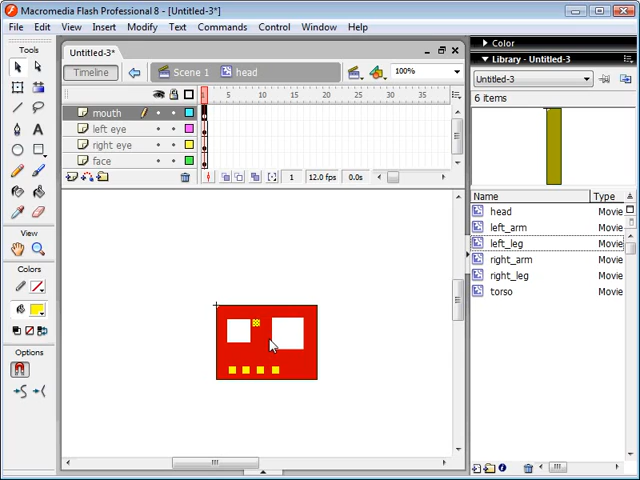 Macromedia Flash Professional 8 - [Untitled-3*]
File Edit View Insert Modify Text Commands Control Window Help
Tools
View
Colors
Options
Untitled-3*
Timeline Scene 1 head 100%
1 5 10 15 20 25 30 35
mouth
left eye
right eye
face
1 12.0 fps 0.0s
Color
Library - Untitled-3
Untitled-3
6 items
Name Type
head Movie
left_arm Movie
left_leg Movie
right_arm Movie
right_leg Movie
torso Movie